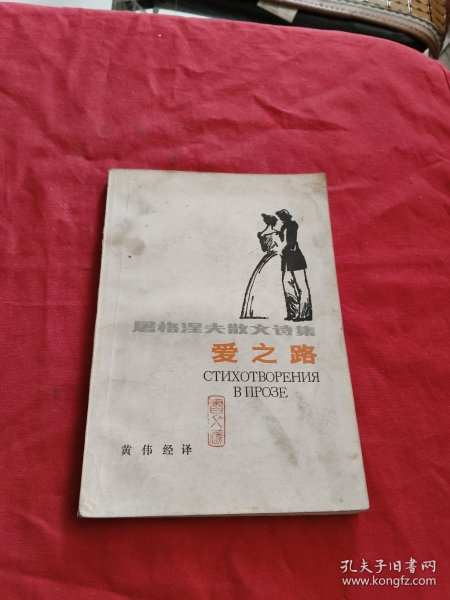 屠格涅夫散文诗集
爱之路
СТИХОТВОРЕНИЯ
В ПРОЗЕ
黄伟经译
孔夫子旧书网
www.kongfz.com